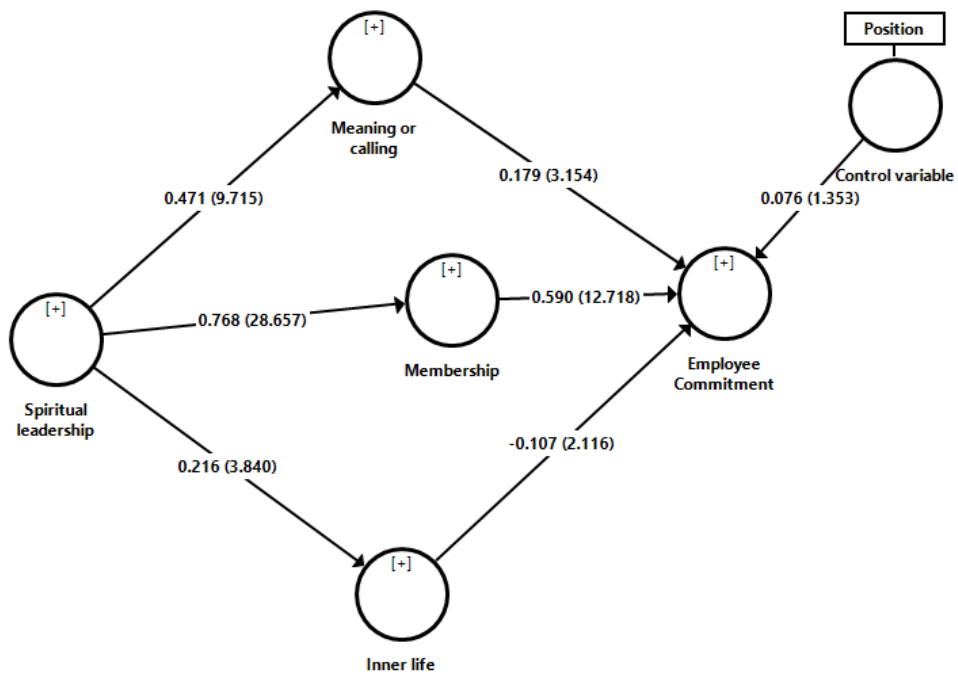 [+]
Position
Meaning or
calling
Control variable
0.179 (3.154)
0.471 (9.715)
0.076 (1.353)
[+]
[+]
0.590 (12.718)
[+]
0.768 (28.657)
Membership
Employee
Commitment
Spiritual
leadership
-0.107 (2.116)
0.216 (3.840)
[+]
Inner life